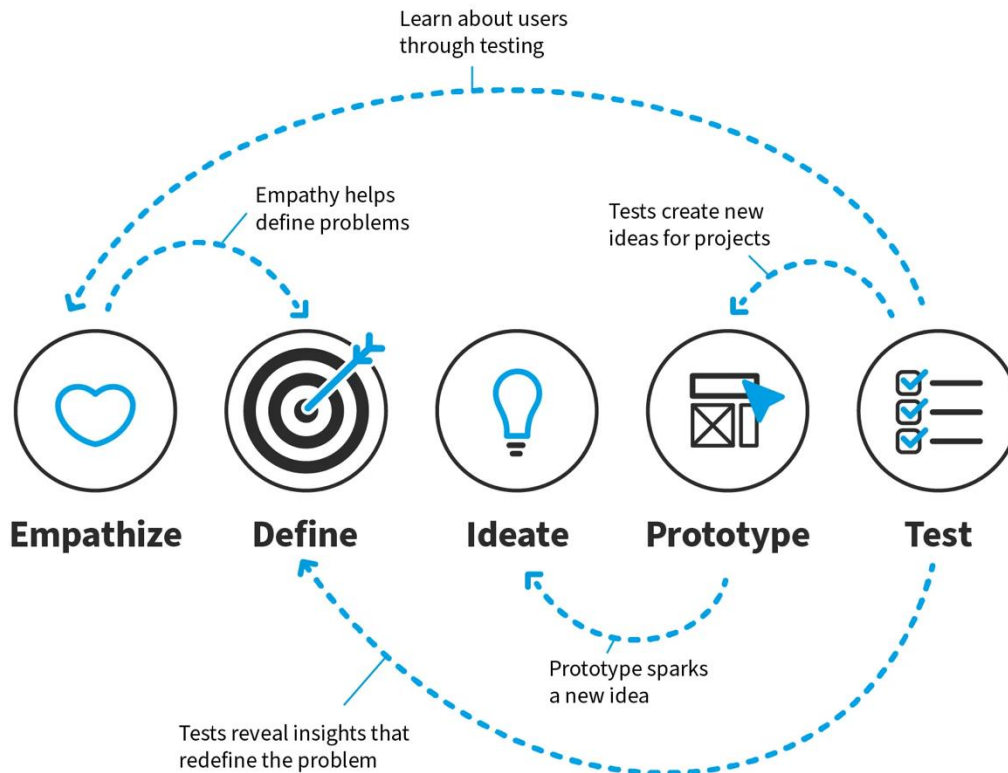 Learn about users
through testing
Empathy helps
define problems
Tests create new
ideas for projects
Empathize
Define
Ideate
Prototype
Test
Prototype sparks
a new idea
Tests reveal insights that
redefine the problem